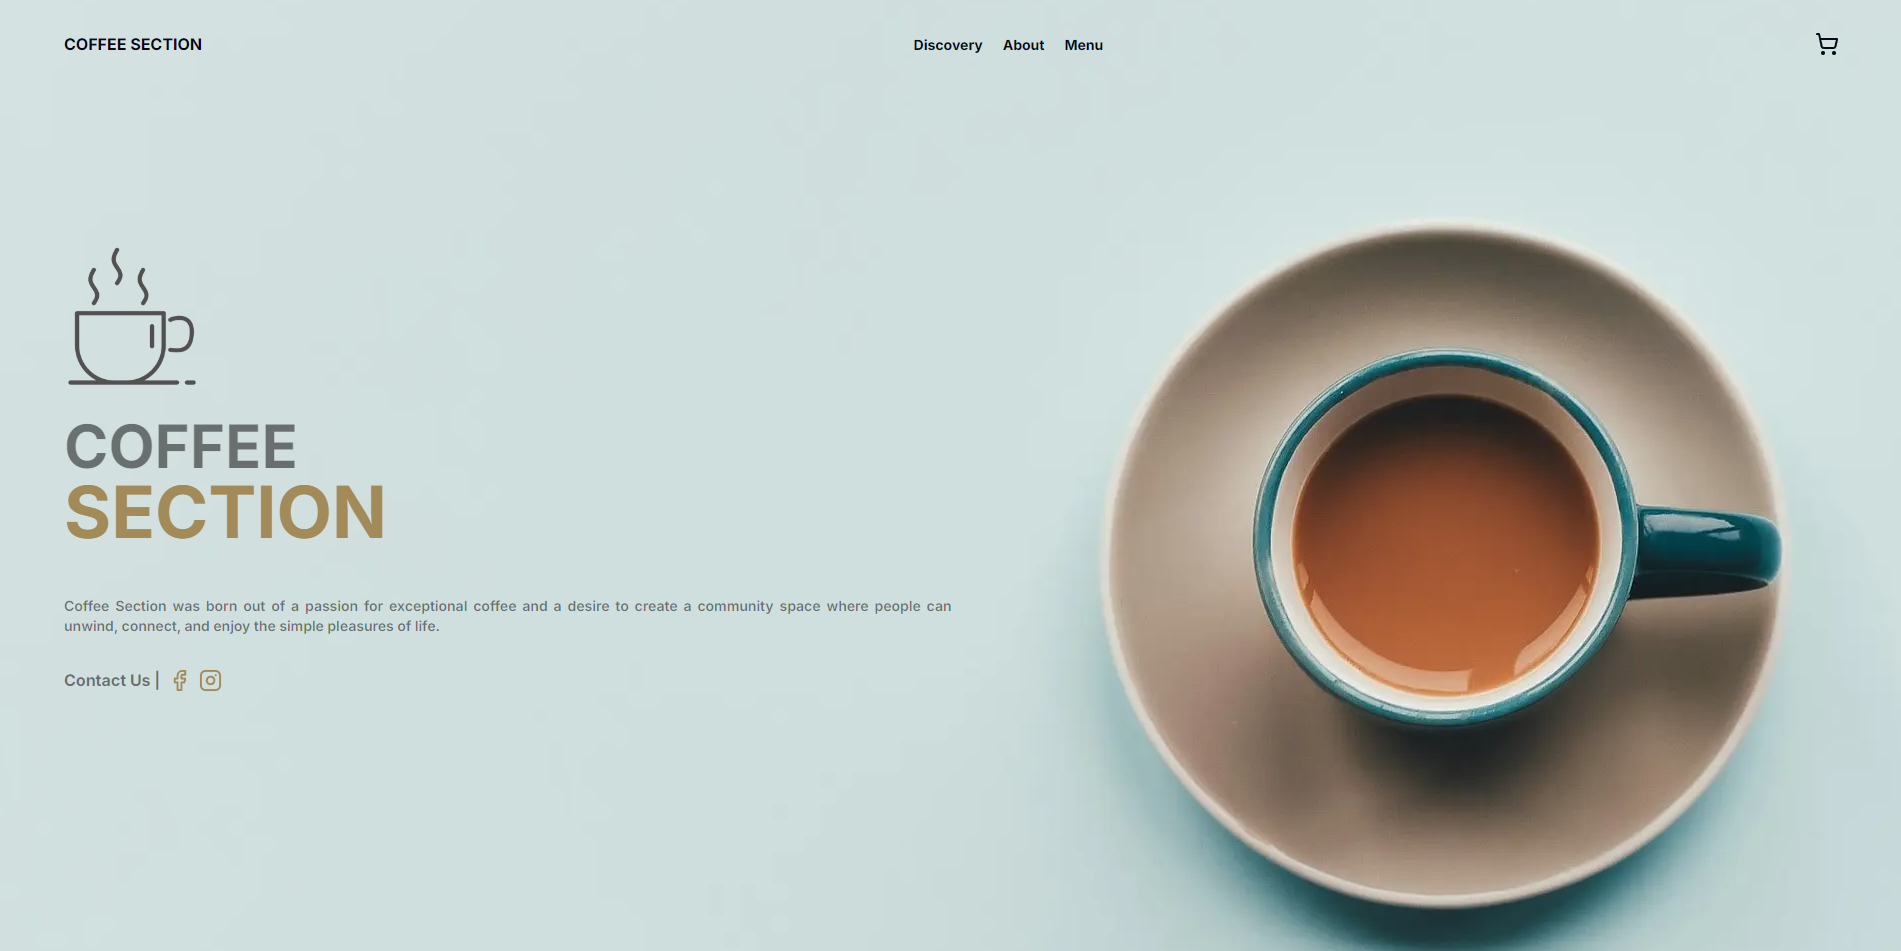 COFFEE SECTION
Discovery About Menu
COFFEE
SECTION
Coffee Section was born out of a passion for exceptional coffee and a desire to create a community space where people can
unwind, connect, and enjoy the simple pleasures of life.
Contact Us |